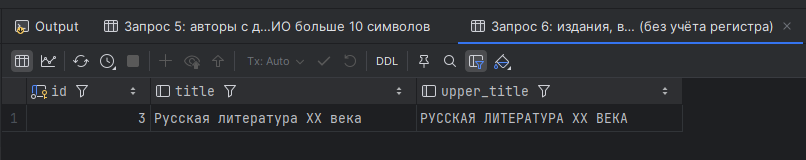 Output Запрос 5: авторы с д...ИО больше 10 символов Запрос 6: издания, в... (без учёта регистра)
Tx: Auto DDL
id title upper_title
1 3 Русская литература XX века РУССКАЯ ЛИТЕРАТУРА XX ВЕКА